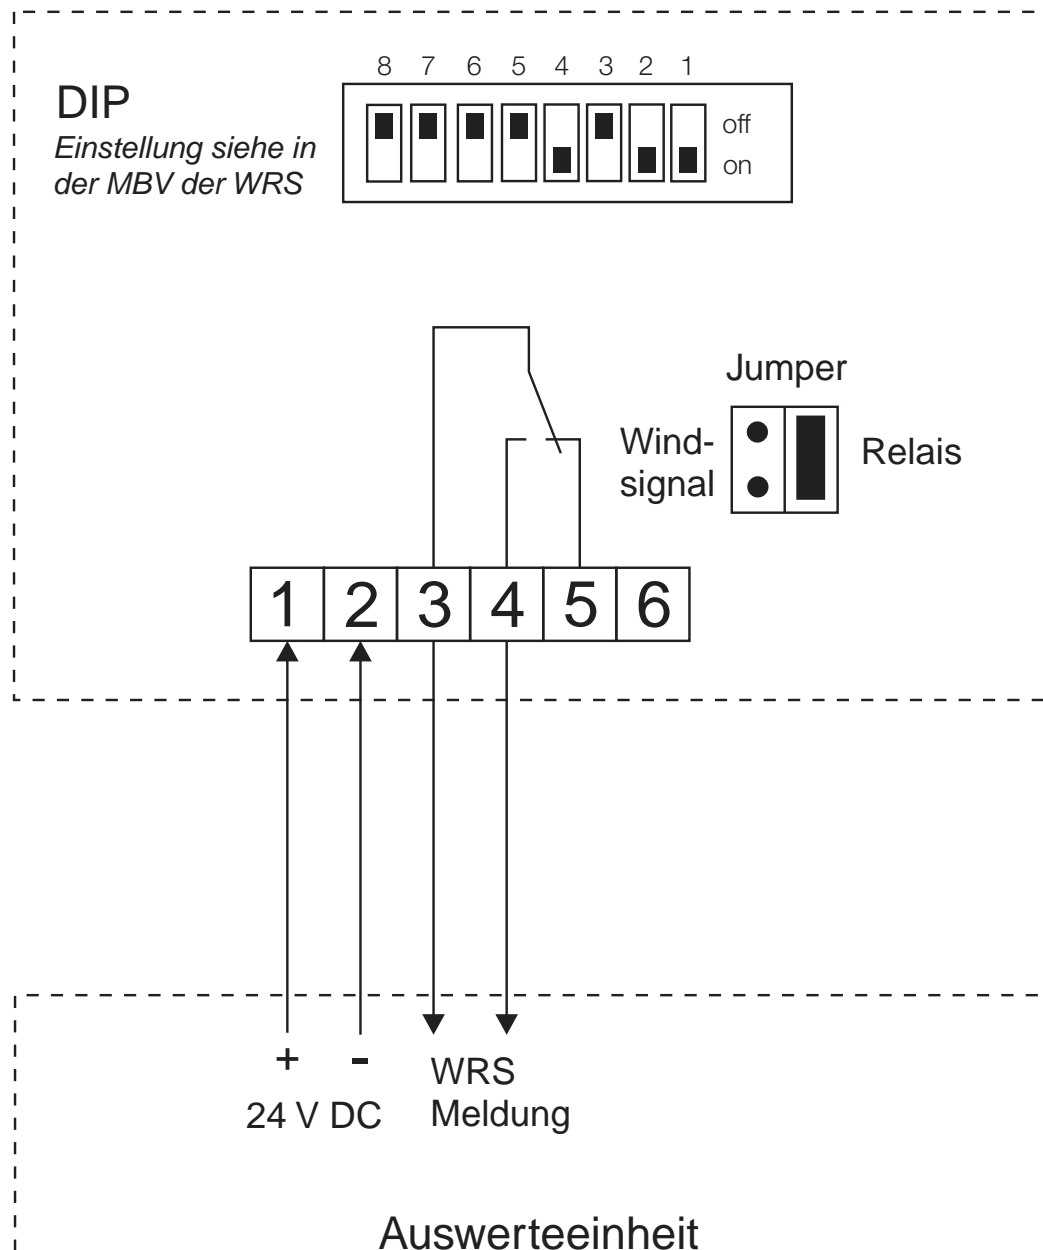 8 7 6 5 4 3 2 1
DIP
off
Einstellung siehe in
on
der MBV der WRS
Jumper
Wind-
signal
Relais
1 2 3 4 5 6
+ -
24 V DC
WRS
Meldung
Auswerteeinheit